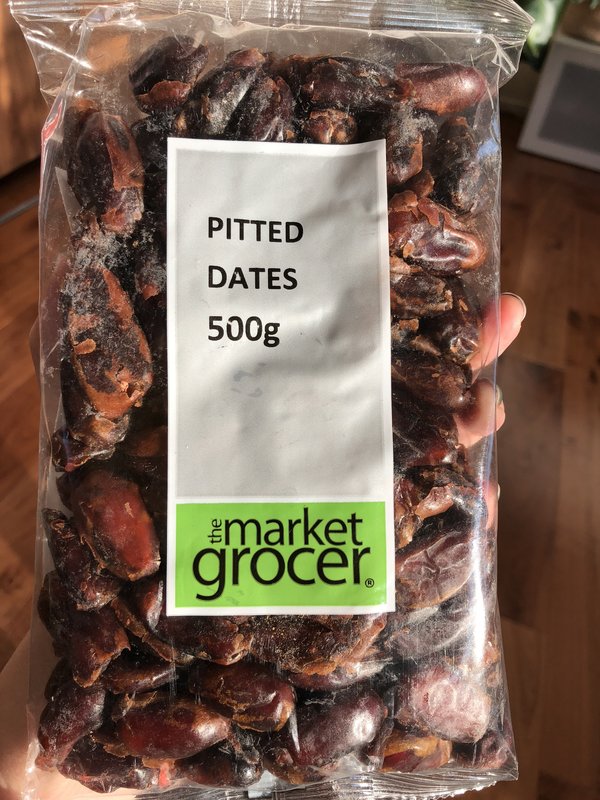 PITTED
DATES
500g
the market
grocer®